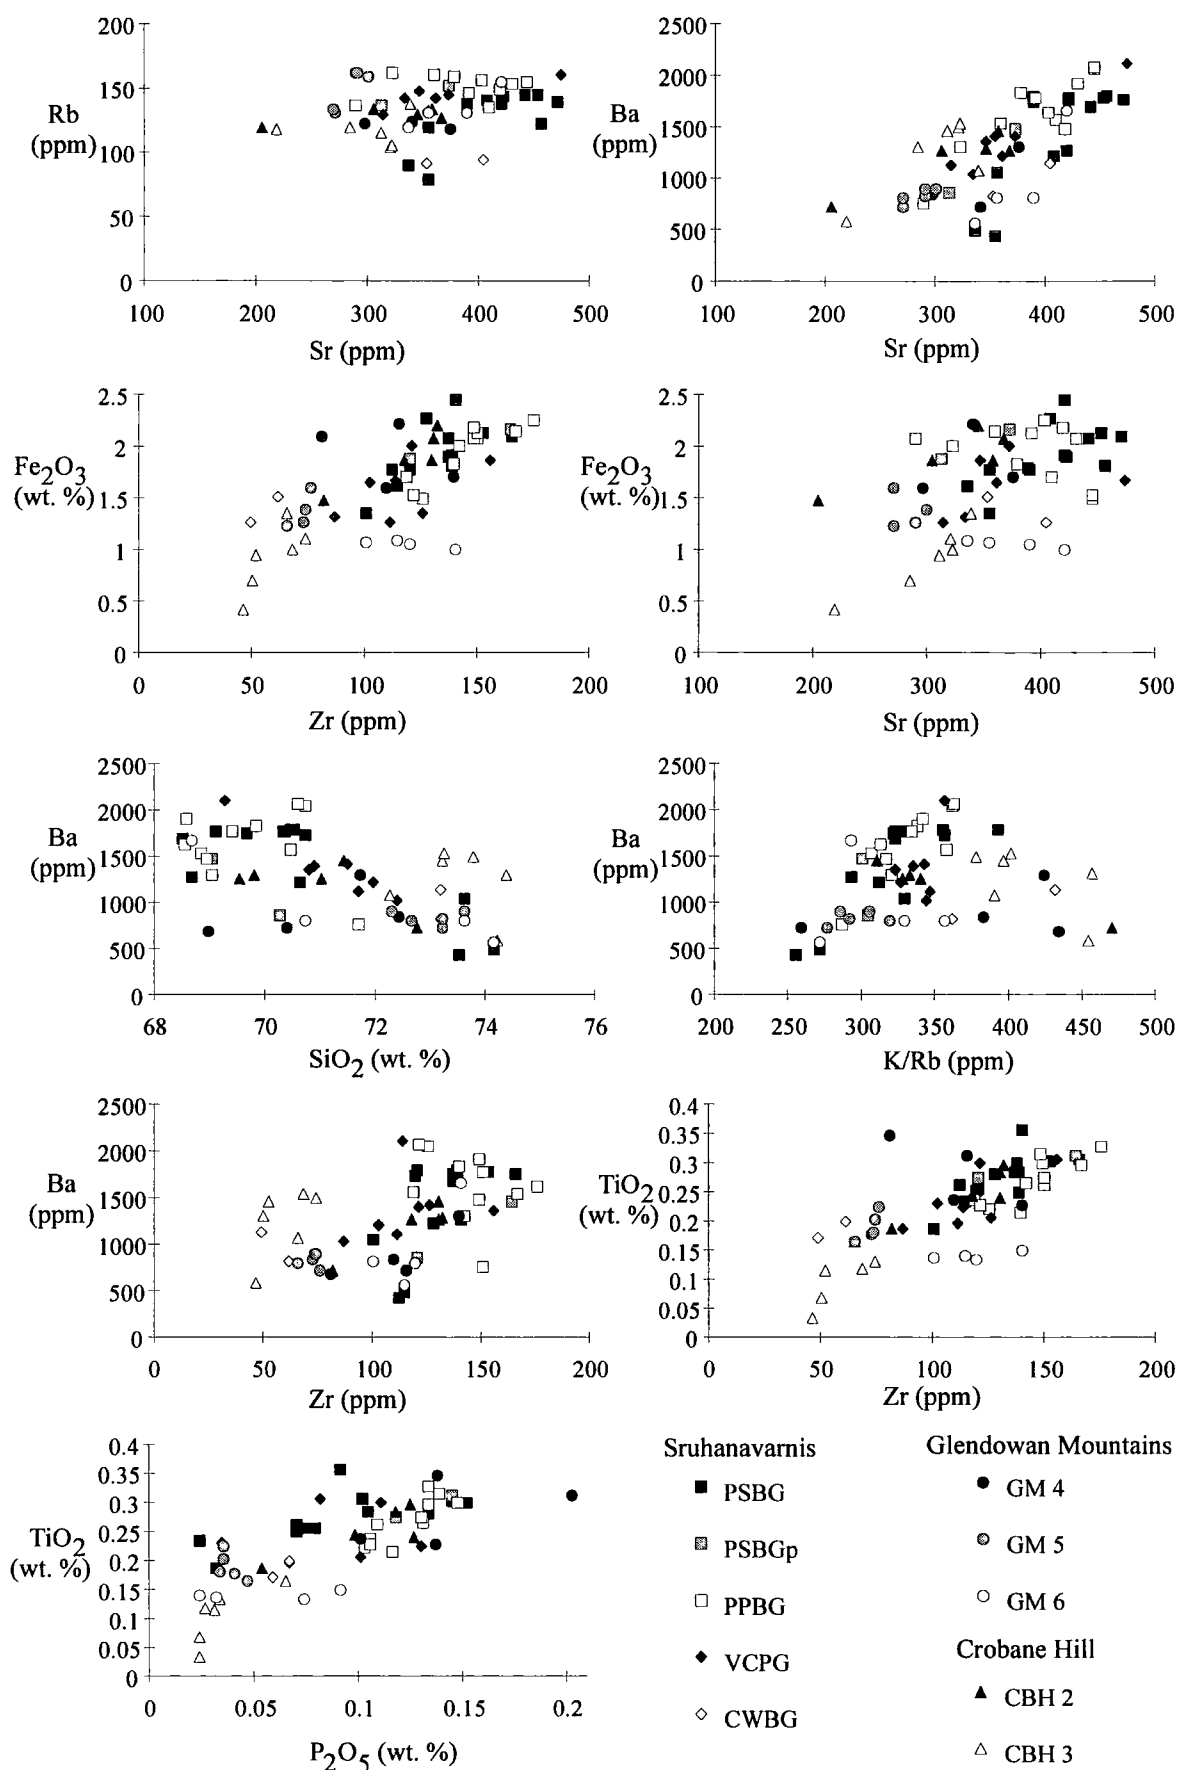 200
150
100
50
0
Rb
(ppm)
100 200 300 400 500
Sr (ppm)
2500
2000
1500
1000
500
0
Ba
(ppm)
100 200 300 400 500
Sr (ppm)
2.5
2
1.5
1
0.5
0
Fe2O3
(wt. %)
0 50 100 150 200
Zr (ppm)
2.5
2
1.5
1
0.5
0
Fe2O3
(wt. %)
100 200 300 400 500
Sr (ppm)
2500
2000
1500
1000
500
0
Ba
(ppm)
68 70 72 74 76
SiO2 (wt. %)
2500
2000
1500
1000
500
0
Ba
(ppm)
200 250 300 350 400 450 500
K/Rb (ppm)
2500
2000
1500
1000
500
0
Ba
(ppm)
0 50 100 150 200
Zr (ppm)
0.4
0.35
0.3
0.25
0.2
0.15
0.1
0.05
0
TiO2
(wt. %)
0 50 100 150 200
Zr (ppm)
0.4
0.35
0.3
0.25
0.2
0.15
0.1
0.05
0
TiO2
(wt. %)
0 0.05 0.1 0.15 0.2
P2O5 (wt. %)
Sruhanavarnis
PSBG
PSBGp
PPBG
VCPG
CWBG
Glendowan Mountains
GM 4
GM 5
GM 6
Crobane Hill
CBH 2
CBH 3